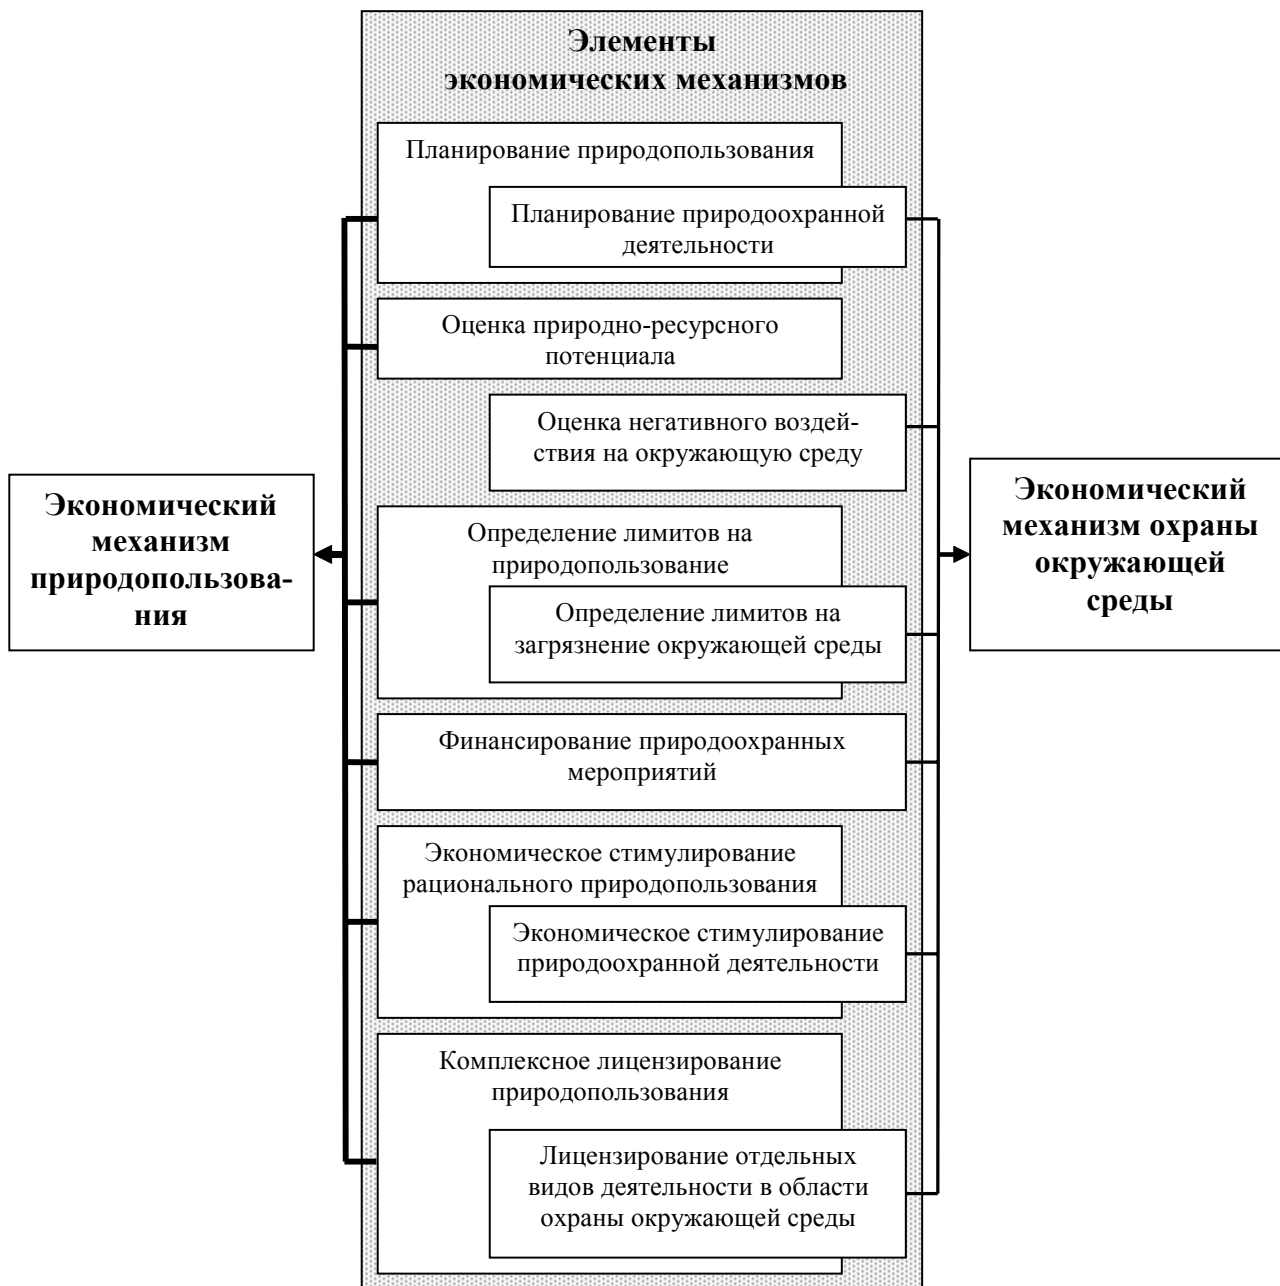 Элементы
экономических механизмов
Планирование природопользования
Планирование природоохранной
деятельности
Оценка природно-ресурсного
потенциала
Оценка негативного воздей-
ствия на окружающую среду
Экономический
механизм
природопользова-
ния
Экономический
механизм охраны
окружающей
среды
Определение лимитов на
природопользование
Определение лимитов на
загрязнение окружающей среды
Финансирование природоохранных
мероприятий
Экономическое стимулирование
рационального природопользования
Экономическое стимулирование
природоохранной деятельности
Комплексное лицензирование
природопользования
Лицензирование отдельных
видов деятельности в области
охраны окружающей среды